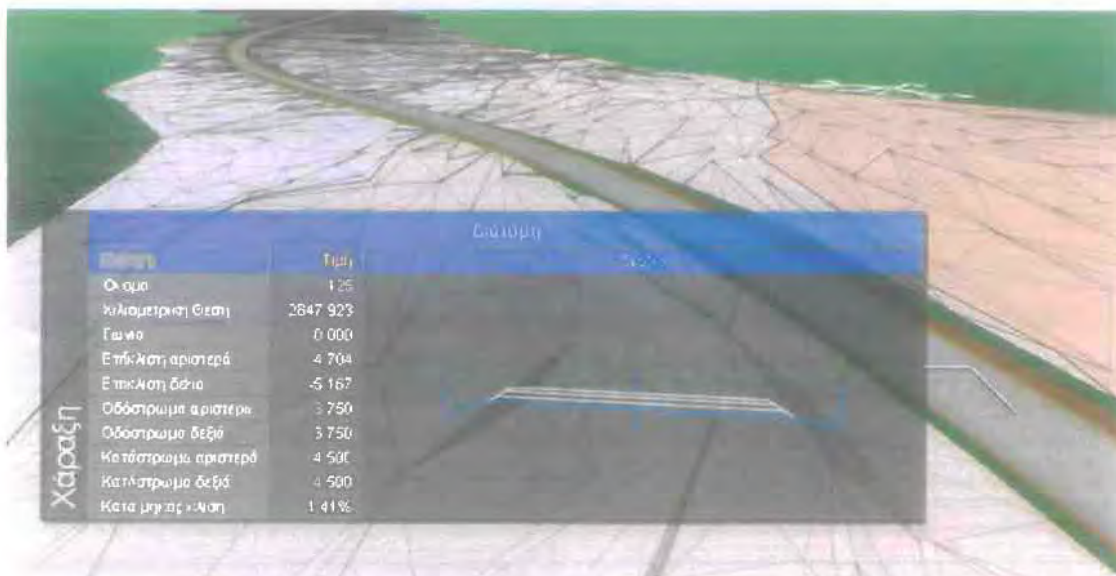 Διατομή
Τιμή
Όνομα 125
Χιλιομετρική Θέση 2847.923
Γωνία 0.000
Επίκλιση αριστερά 4.704
Επίκλιση δεξιά -5.167
Οδόστρωμα αριστερά 3.750
Οδόστρωμα δεξιά 3.750
Κατάστρωμα αριστερό 4.500
Κατάστρωμα δεξιό 4.500
Κατά μήκος κλίση 1.41%
Χάραξη